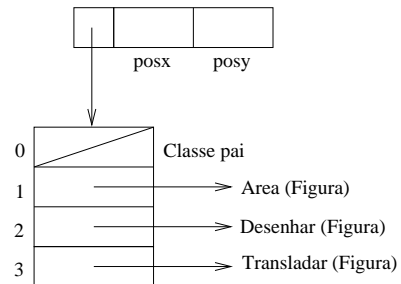 posx posy
0 Classe pai
1 Area (Figura)
2 Desenhar (Figura)
3 Transladar (Figura)